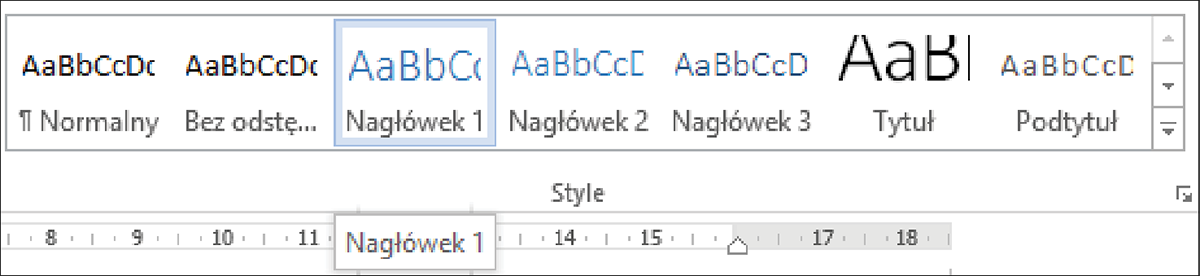 AaBbCcDc AaBbCcDc AaBbCc AaBbCcD AaBbCcD AaB AaBbCcD
¶ Normalny Bez odstę... Nagłówek 1 Nagłówek 2 Nagłówek 3 Tytuł Podtytuł
Style
8 9 10 11 14 15 17 18
Nagłówek 1